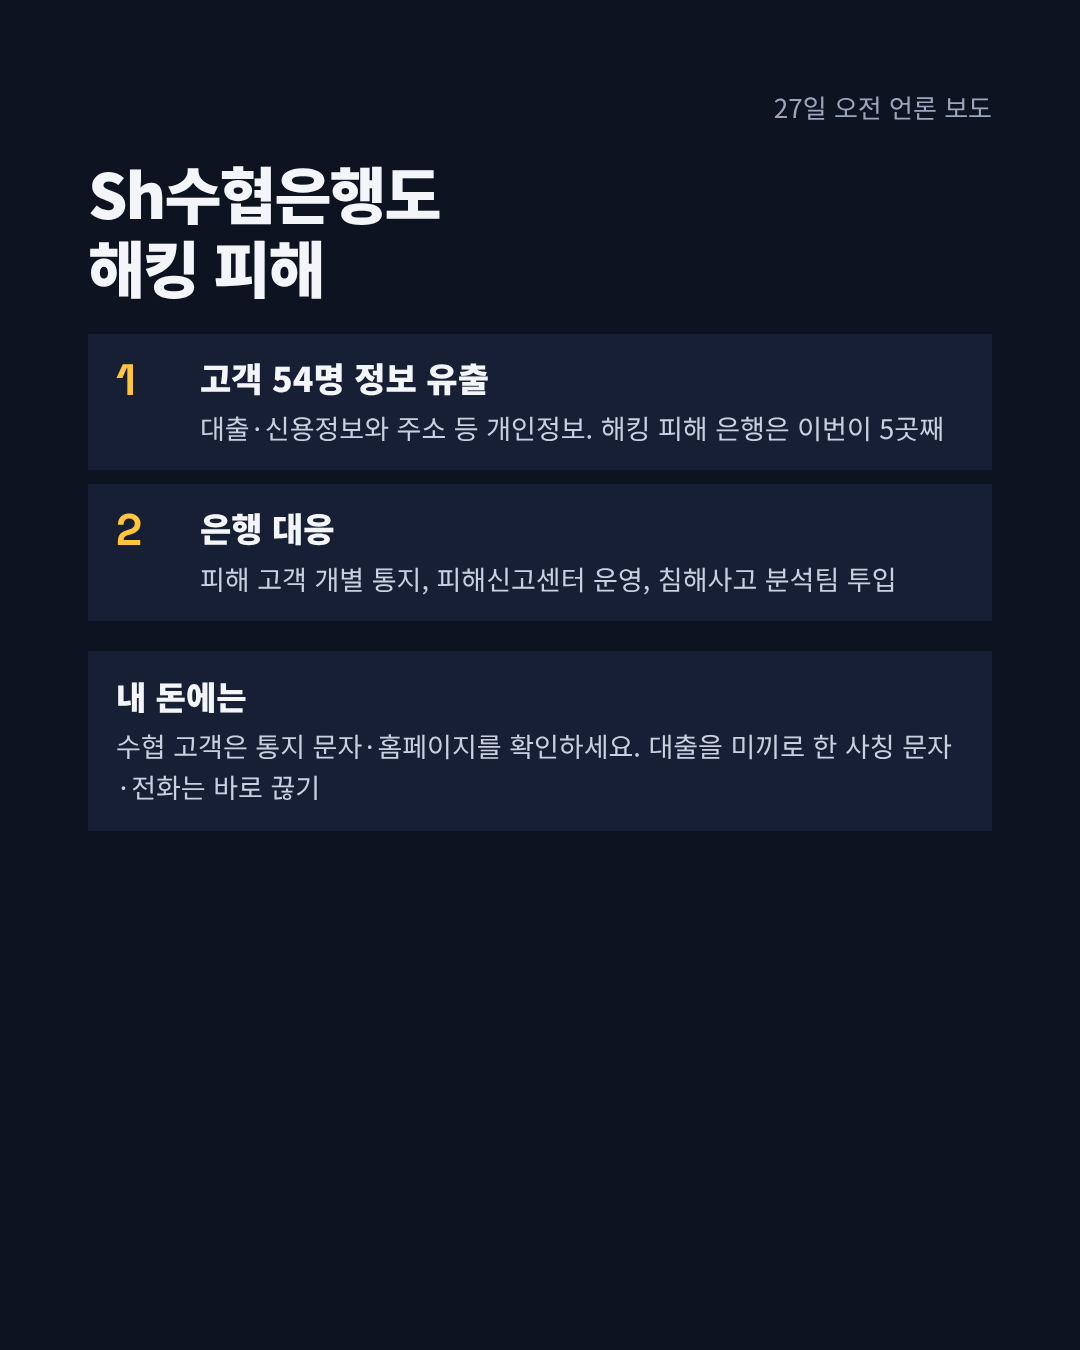 27일 오전 언론 보도
Sh수협은행도
해킹 피해
1 고객 54명 정보 유출
대출·신용정보와 주소 등 개인정보. 해킹 피해 은행은 이번이 5곳째
2 은행 대응
피해 고객 개별 통지, 피해신고센터 운영, 침해사고 분석팀 투입
내 돈에는
수협 고객은 통지 문자·홈페이지를 확인하세요. 대출을 미끼로 한 사칭 문자
·전화는 바로 끊기